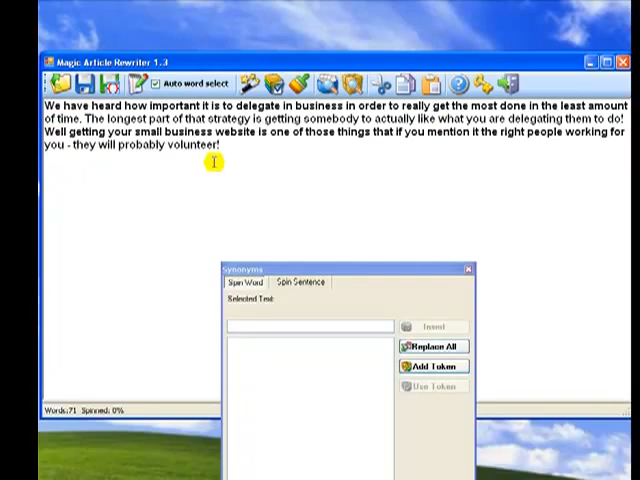 Magic Article Rewriter 1.3
Auto word select
We have heard how important it is to delegate in business in order to really get the most done in the least amount
of time. The longest part of that strategy is getting somebody to actually like what you are delegating them to do!
Well getting your small business website is one of those things that if you mention it the right people working for
you - they will probably volunteer!
Synonyms
Spin Word Spin Sentence
Selected Text
Insert
Replace All
Add Token
Use Token
Words:71 Spinned: 0%